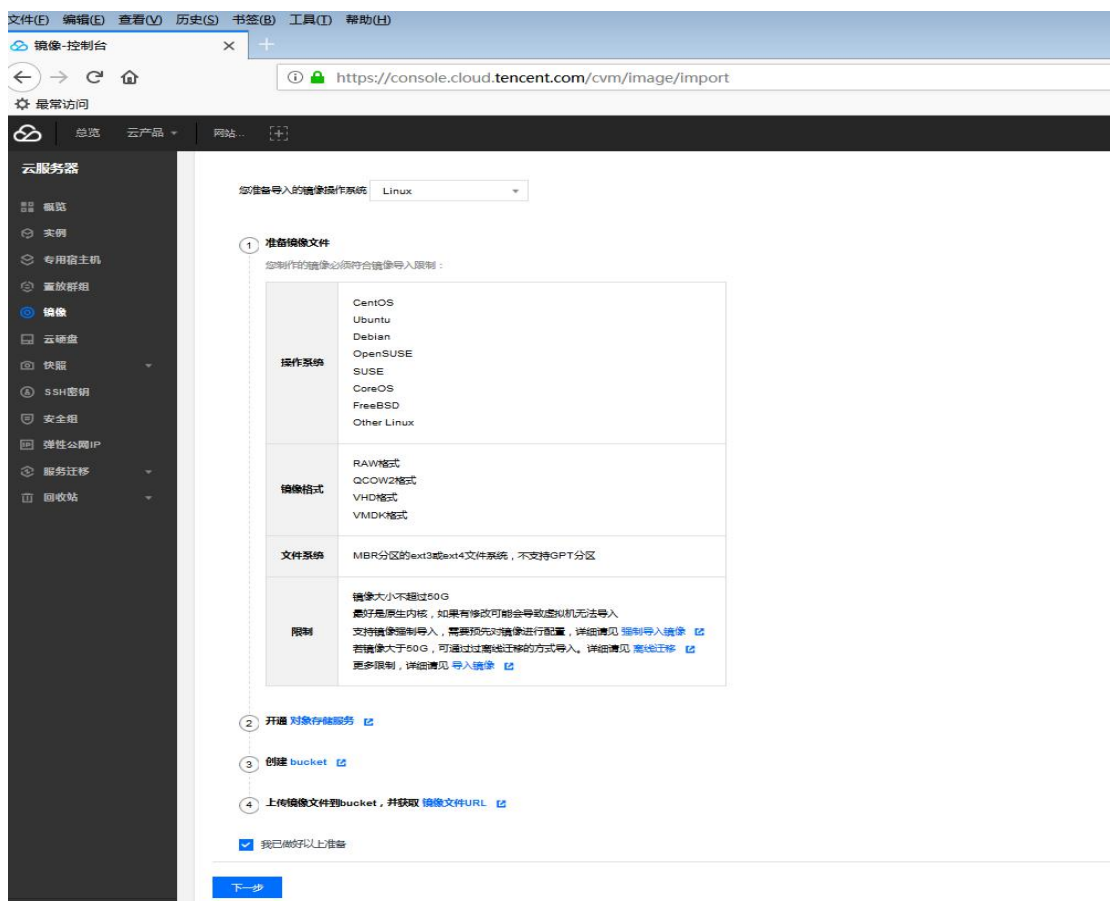 文件(F) 编辑(E) 查看(V) 历史(S) 书签(B) 工具(T) 帮助(H)
镜像-控制台
https://console.cloud.tencent.com/cvm/image/import
最常访问
总览 云产品 网站...
云服务器
概览
实例
专用宿主机
置放群组
镜像
云硬盘
快照
SSH密钥
安全组
弹性公网IP
服务迁移
回收站
您准备导入的镜像操作系统 Linux
1 准备镜像文件
您制作的镜像必须符合镜像导入限制：
操作系统
CentOS
Ubuntu
Debian
OpenSUSE
SUSE
CoreOS
FreeBSD
Other Linux
镜像格式
RAW格式
QCOW2格式
VHD格式
VMDK格式
文件系统 MBR分区的ext3或ext4文件系统，不支持GPT分区
限制
镜像大小不超过50G
最好是原生内核，如果有修改可能会导致虚拟机无法导入
支持镜像强制导入，需要预先对镜像进行配置，详细请见 强制导入镜像
若镜像大于50G，可通过过离线迁移的方式导入。详细请见 离线迁移
更多限制，详细请见 导入镜像
2 开通 对象存储服务
3 创建 bucket
4 上传镜像文件到bucket，并获取 镜像文件URL
我已做好以上准备
下一步